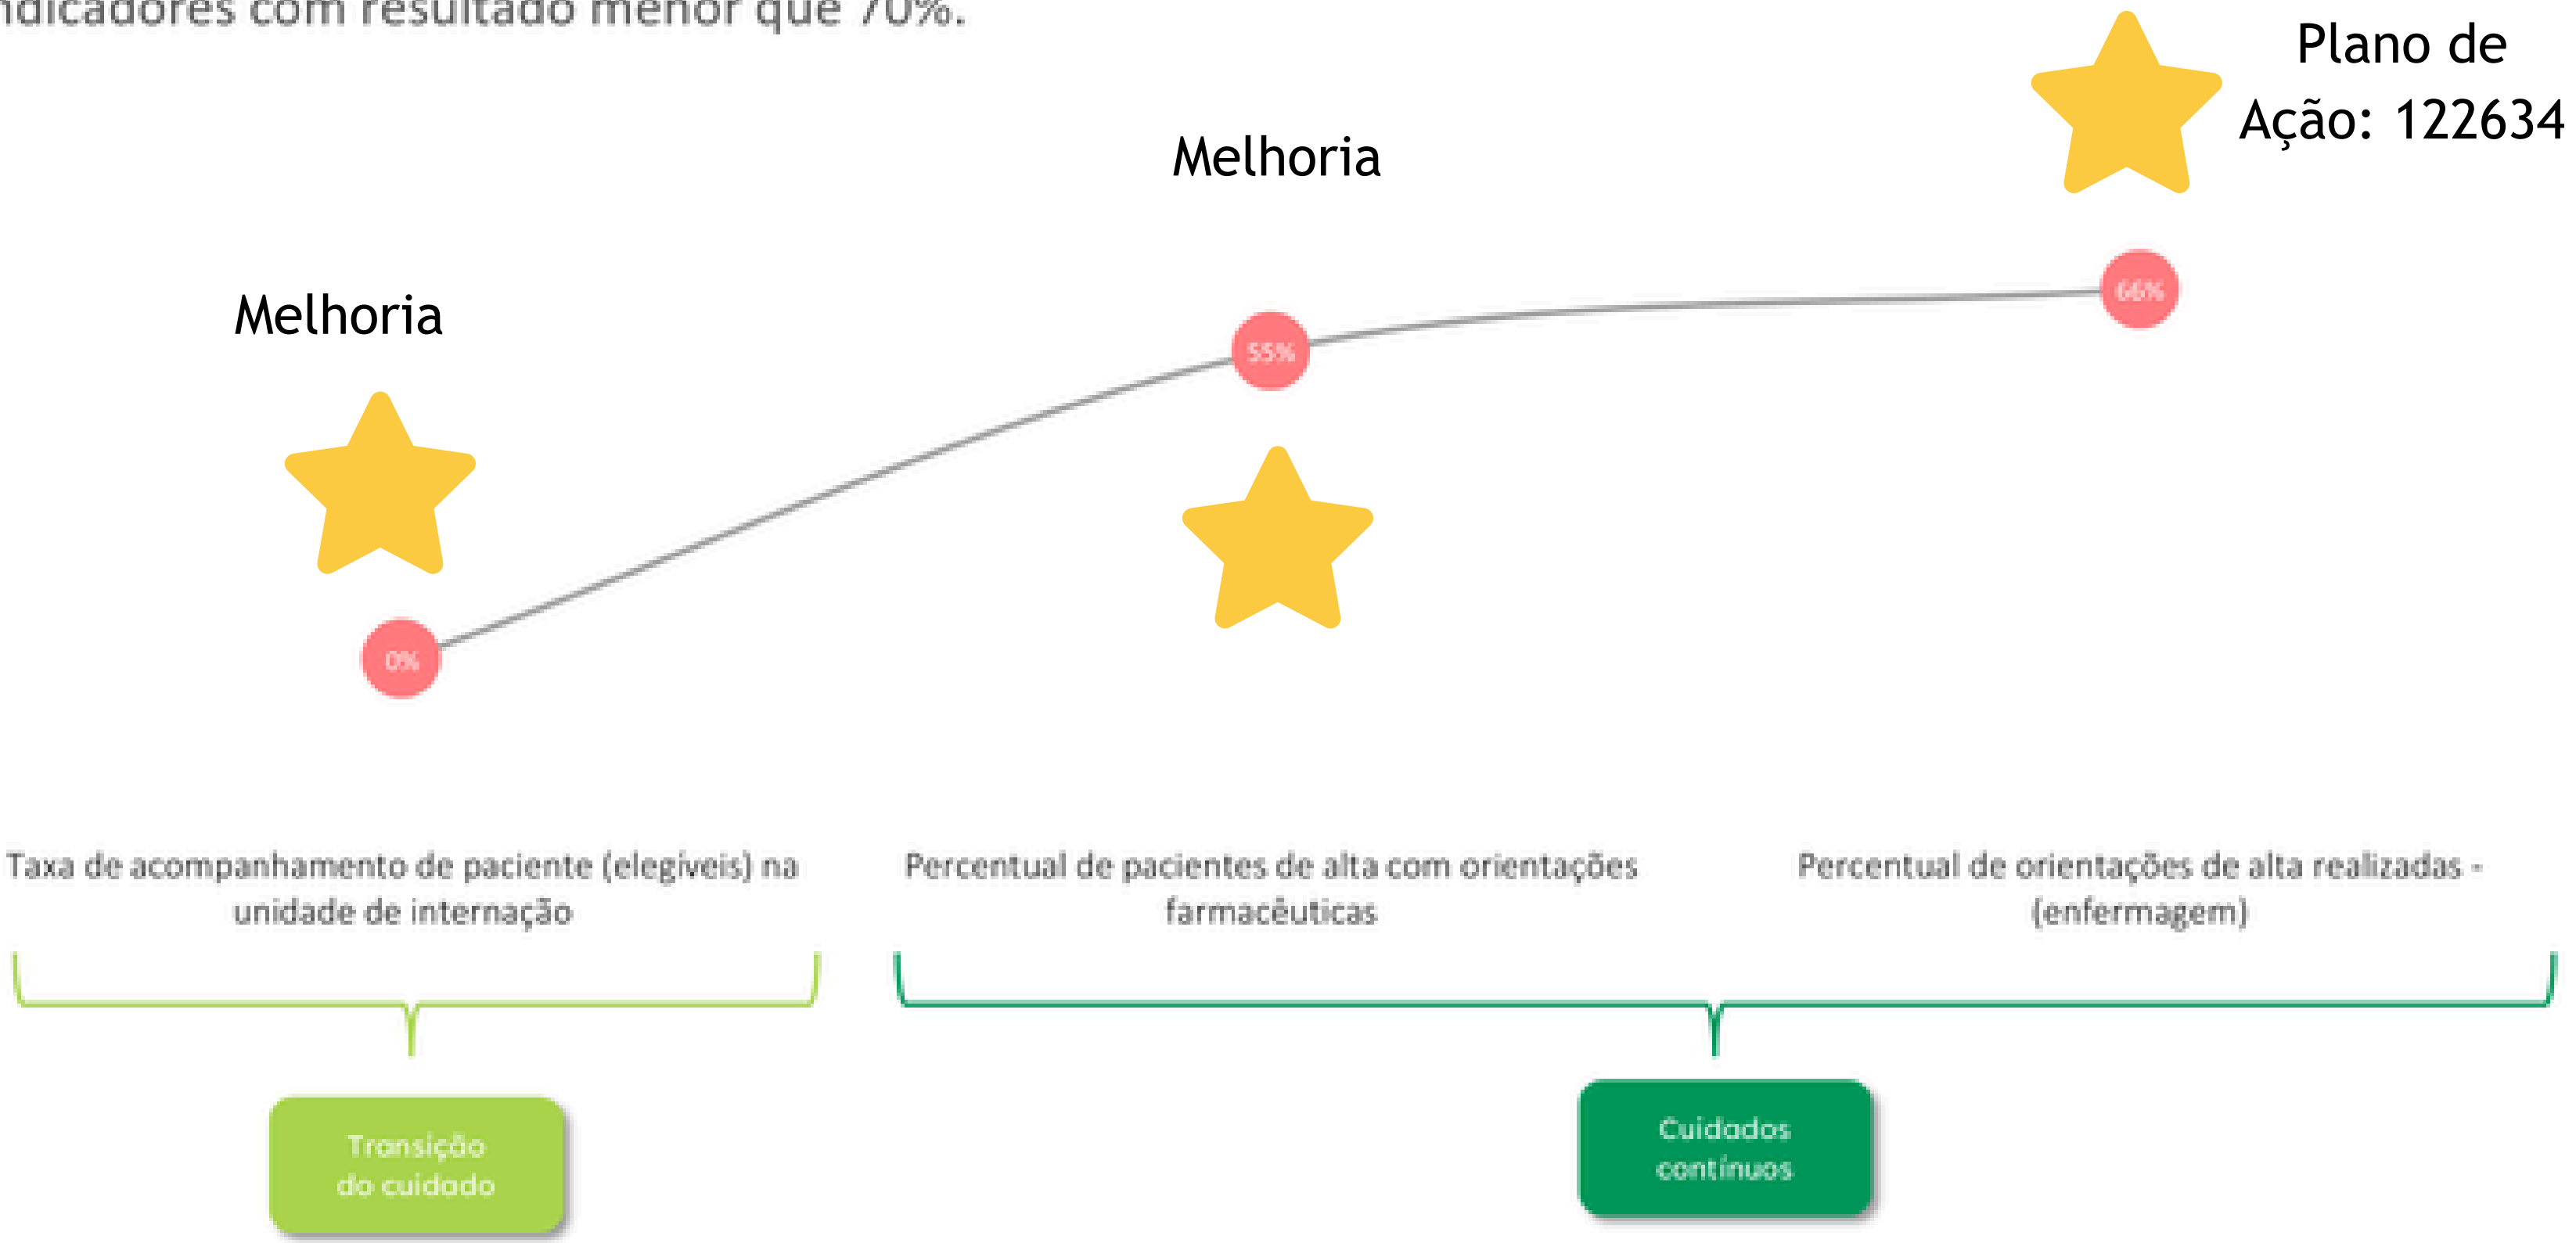 ndicadores com resultado menor que 70%.
Plano de
Ação: 122634
Melhoria
Melhoria
66%
55%
0%
Taxa de acompanhamento de paciente (elegíveis) na
unidade de internação
Percentual de pacientes de alta com orientações
farmacêuticas
Percentual de orientações de alta realizadas -
(enfermagem)
Transição
do cuidado
Cuidados
contínuos